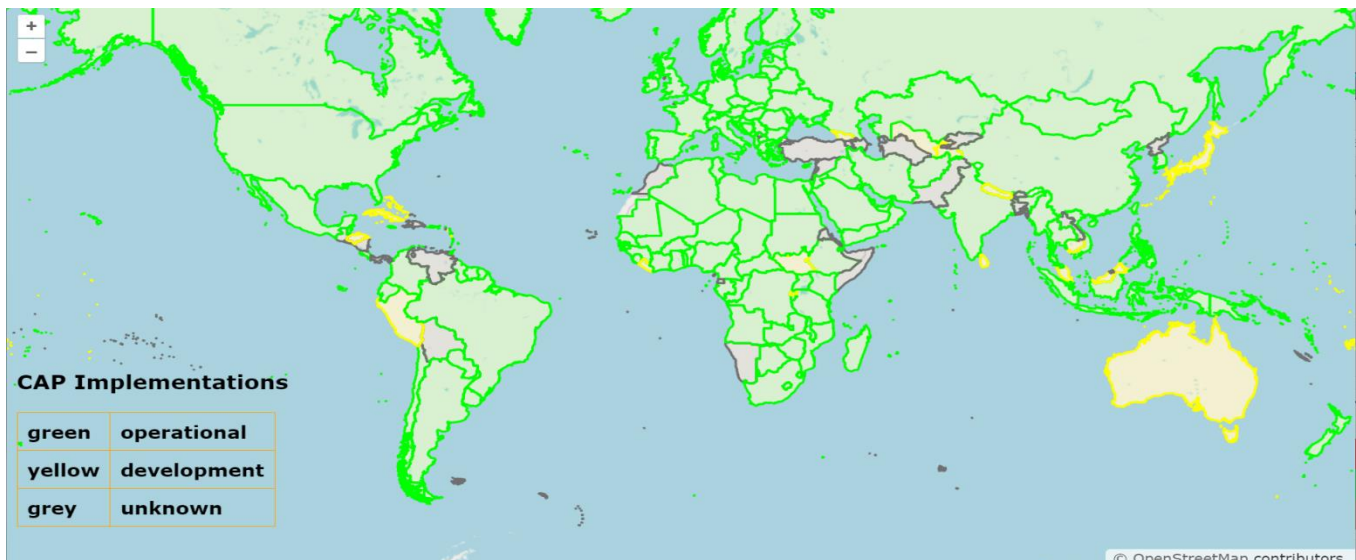 +
−
CAP Implementations
green operational
yellow development
grey unknown
© OpenStreetMap contributors